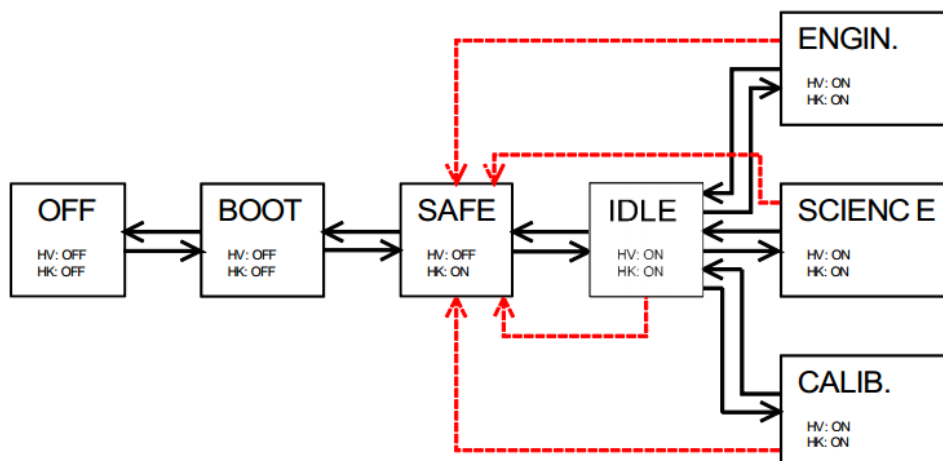 ENGIN.
HV: ON
HK: ON
OFF
HV: OFF
HK: OFF
BOOT
HV: OFF
HK: OFF
SAFE
HV: OFF
HK: ON
IDLE
HV: ON
HK: ON
SCIENC E
HV: ON
HK: ON
CALIB.
HV: ON
HK: ON